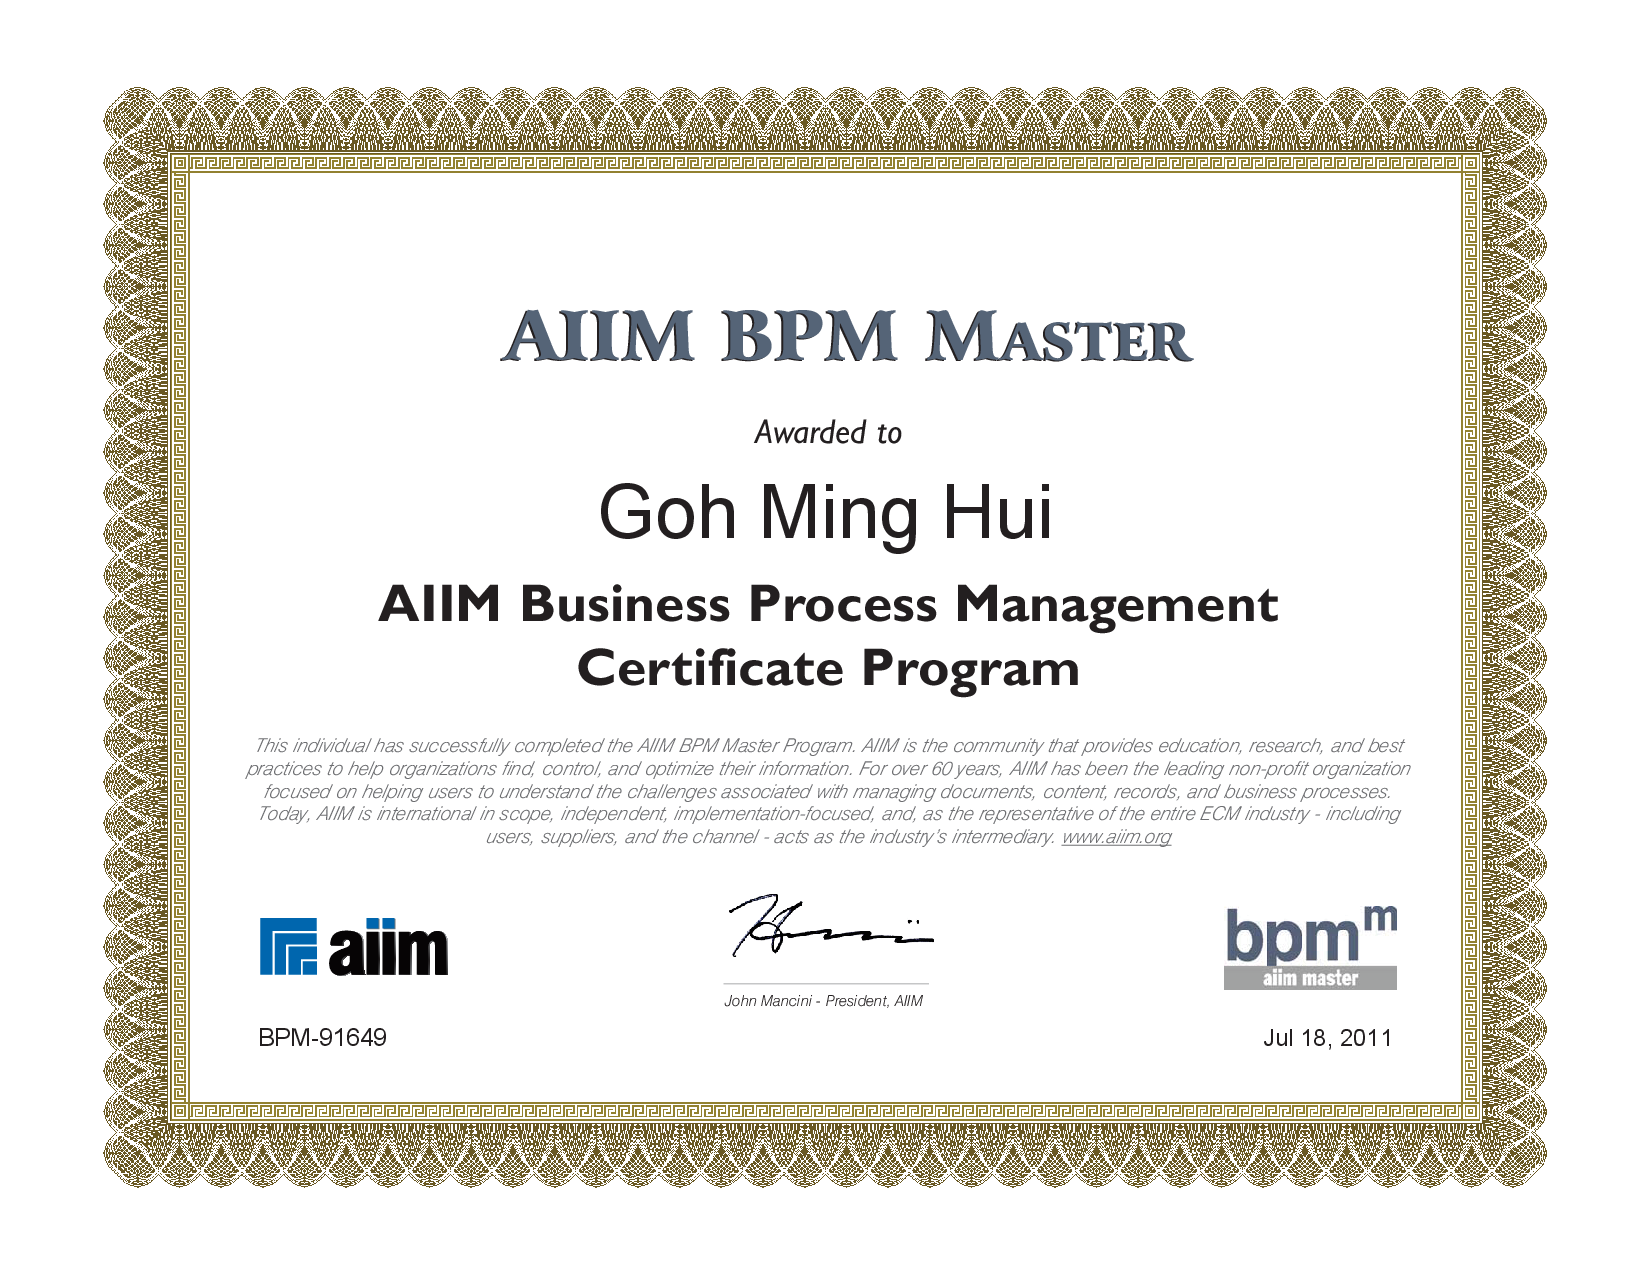 AIIM BPM MASTER
Awarded to
Goh Ming Hui
AIIM Business Process Management
Certificate Program
This individual has successfully completed the AIIM BPM Master Program. AIIM is the community that provides education, research, and best
practices to help organizations find, control, and optimize their information. For over 60 years, AIIM has been the leading non-profit organization
focused on helping users to understand the challenges associated with managing documents, content, records, and business processes.
Today, AIIM is international in scope, independent, implementation-focused, and, as the representative of the entire ECM industry - including
users, suppliers, and the channel - acts as the industry's intermediary. www.aiim.org
aiim
bpm m
aiim master
John Mancini - President, AIIM
BPM-91649
Jul 18, 2011